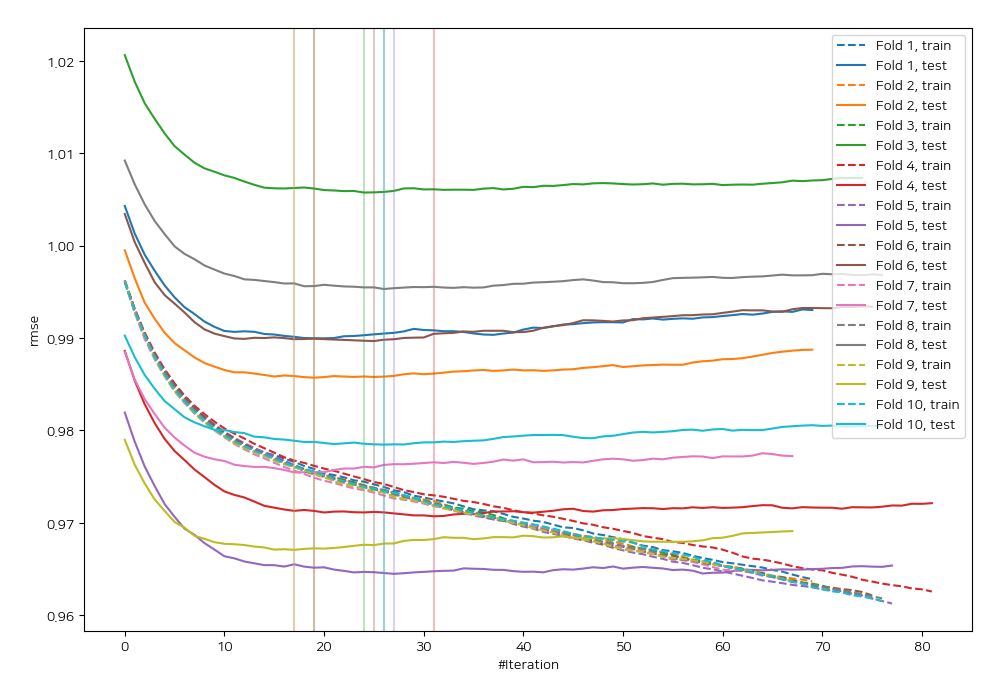 1.02
1.01
1.00
0.99
0.98
0.97
0.96
rmse
0
10
20
30
40
50
60
70
80
#Iteration
Fold 1, train
Fold 1, test
Fold 2, train
Fold 2, test
Fold 3, train
Fold 3, test
Fold 4, train
Fold 4, test
Fold 5, train
Fold 5, test
Fold 6, train
Fold 6, test
Fold 7, train
Fold 7, test
Fold 8, train
Fold 8, test
Fold 9, train
Fold 9, test
Fold 10, train
Fold 10, test